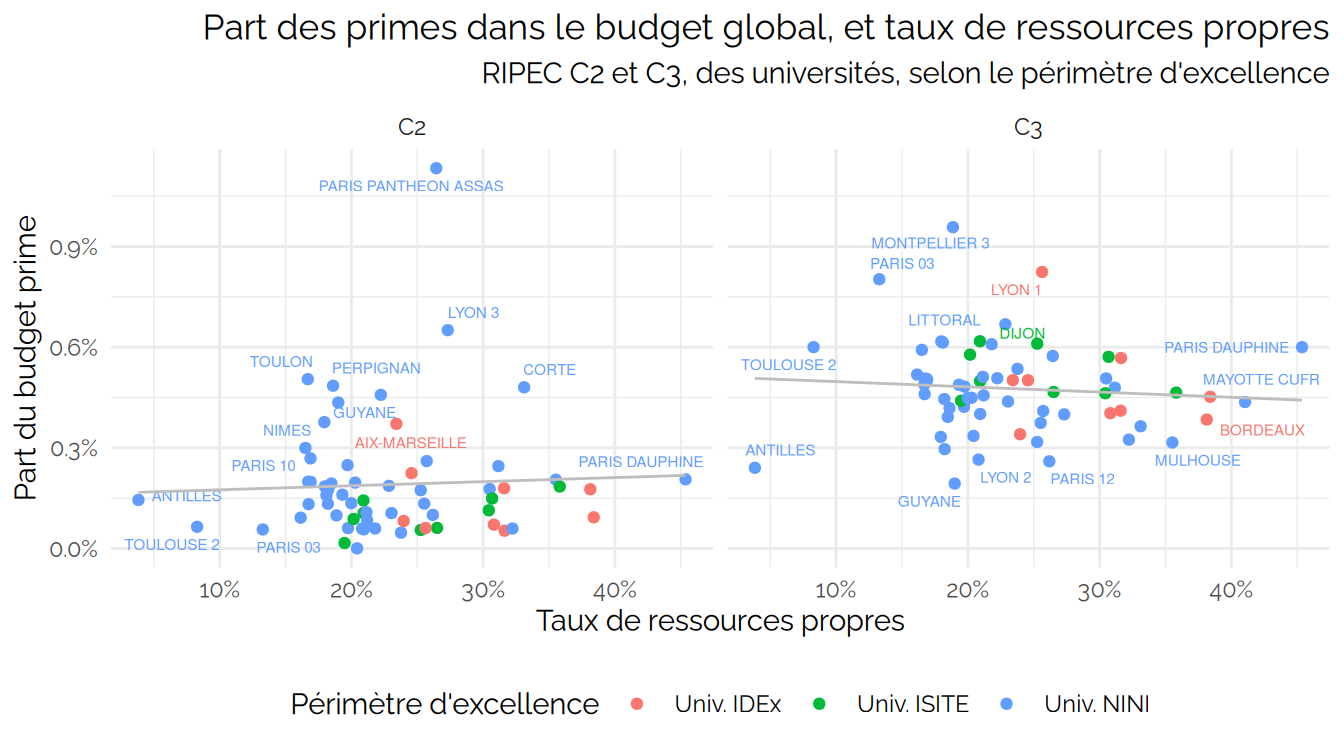 Part des primes dans le budget global, et taux de ressources propres
RIPEC C2 et C3, des universités, selon le périmètre d'excellence
C2
C3
Part du budget prime
0.9%
0.6%
0.3%
0.0%
PARIS PANTHEON ASSAS
LYON 3
TOULON
PERPIGNAN
CORTE
GUYANE
NIMES
AIX-MARSEILLE
PARIS 10
PARIS DAUPHINE
ANTILLES
TOULOUSE 2
PARIS 03
MONTPELLIER 3
PARIS 03
LYON 1
LITTORAL
DIJON
PARIS DAUPHINE
TOULOUSE 2
MAYOTTE CUFR
BORDEAUX
ANTILLES
MULHOUSE
LYON 2
PARIS 12
GUYANE
10%
20%
30%
40%
10%
20%
30%
40%
Taux de ressources propres
Périmètre d'excellence
Univ. IDEx
Univ. ISITE
Univ. NINI